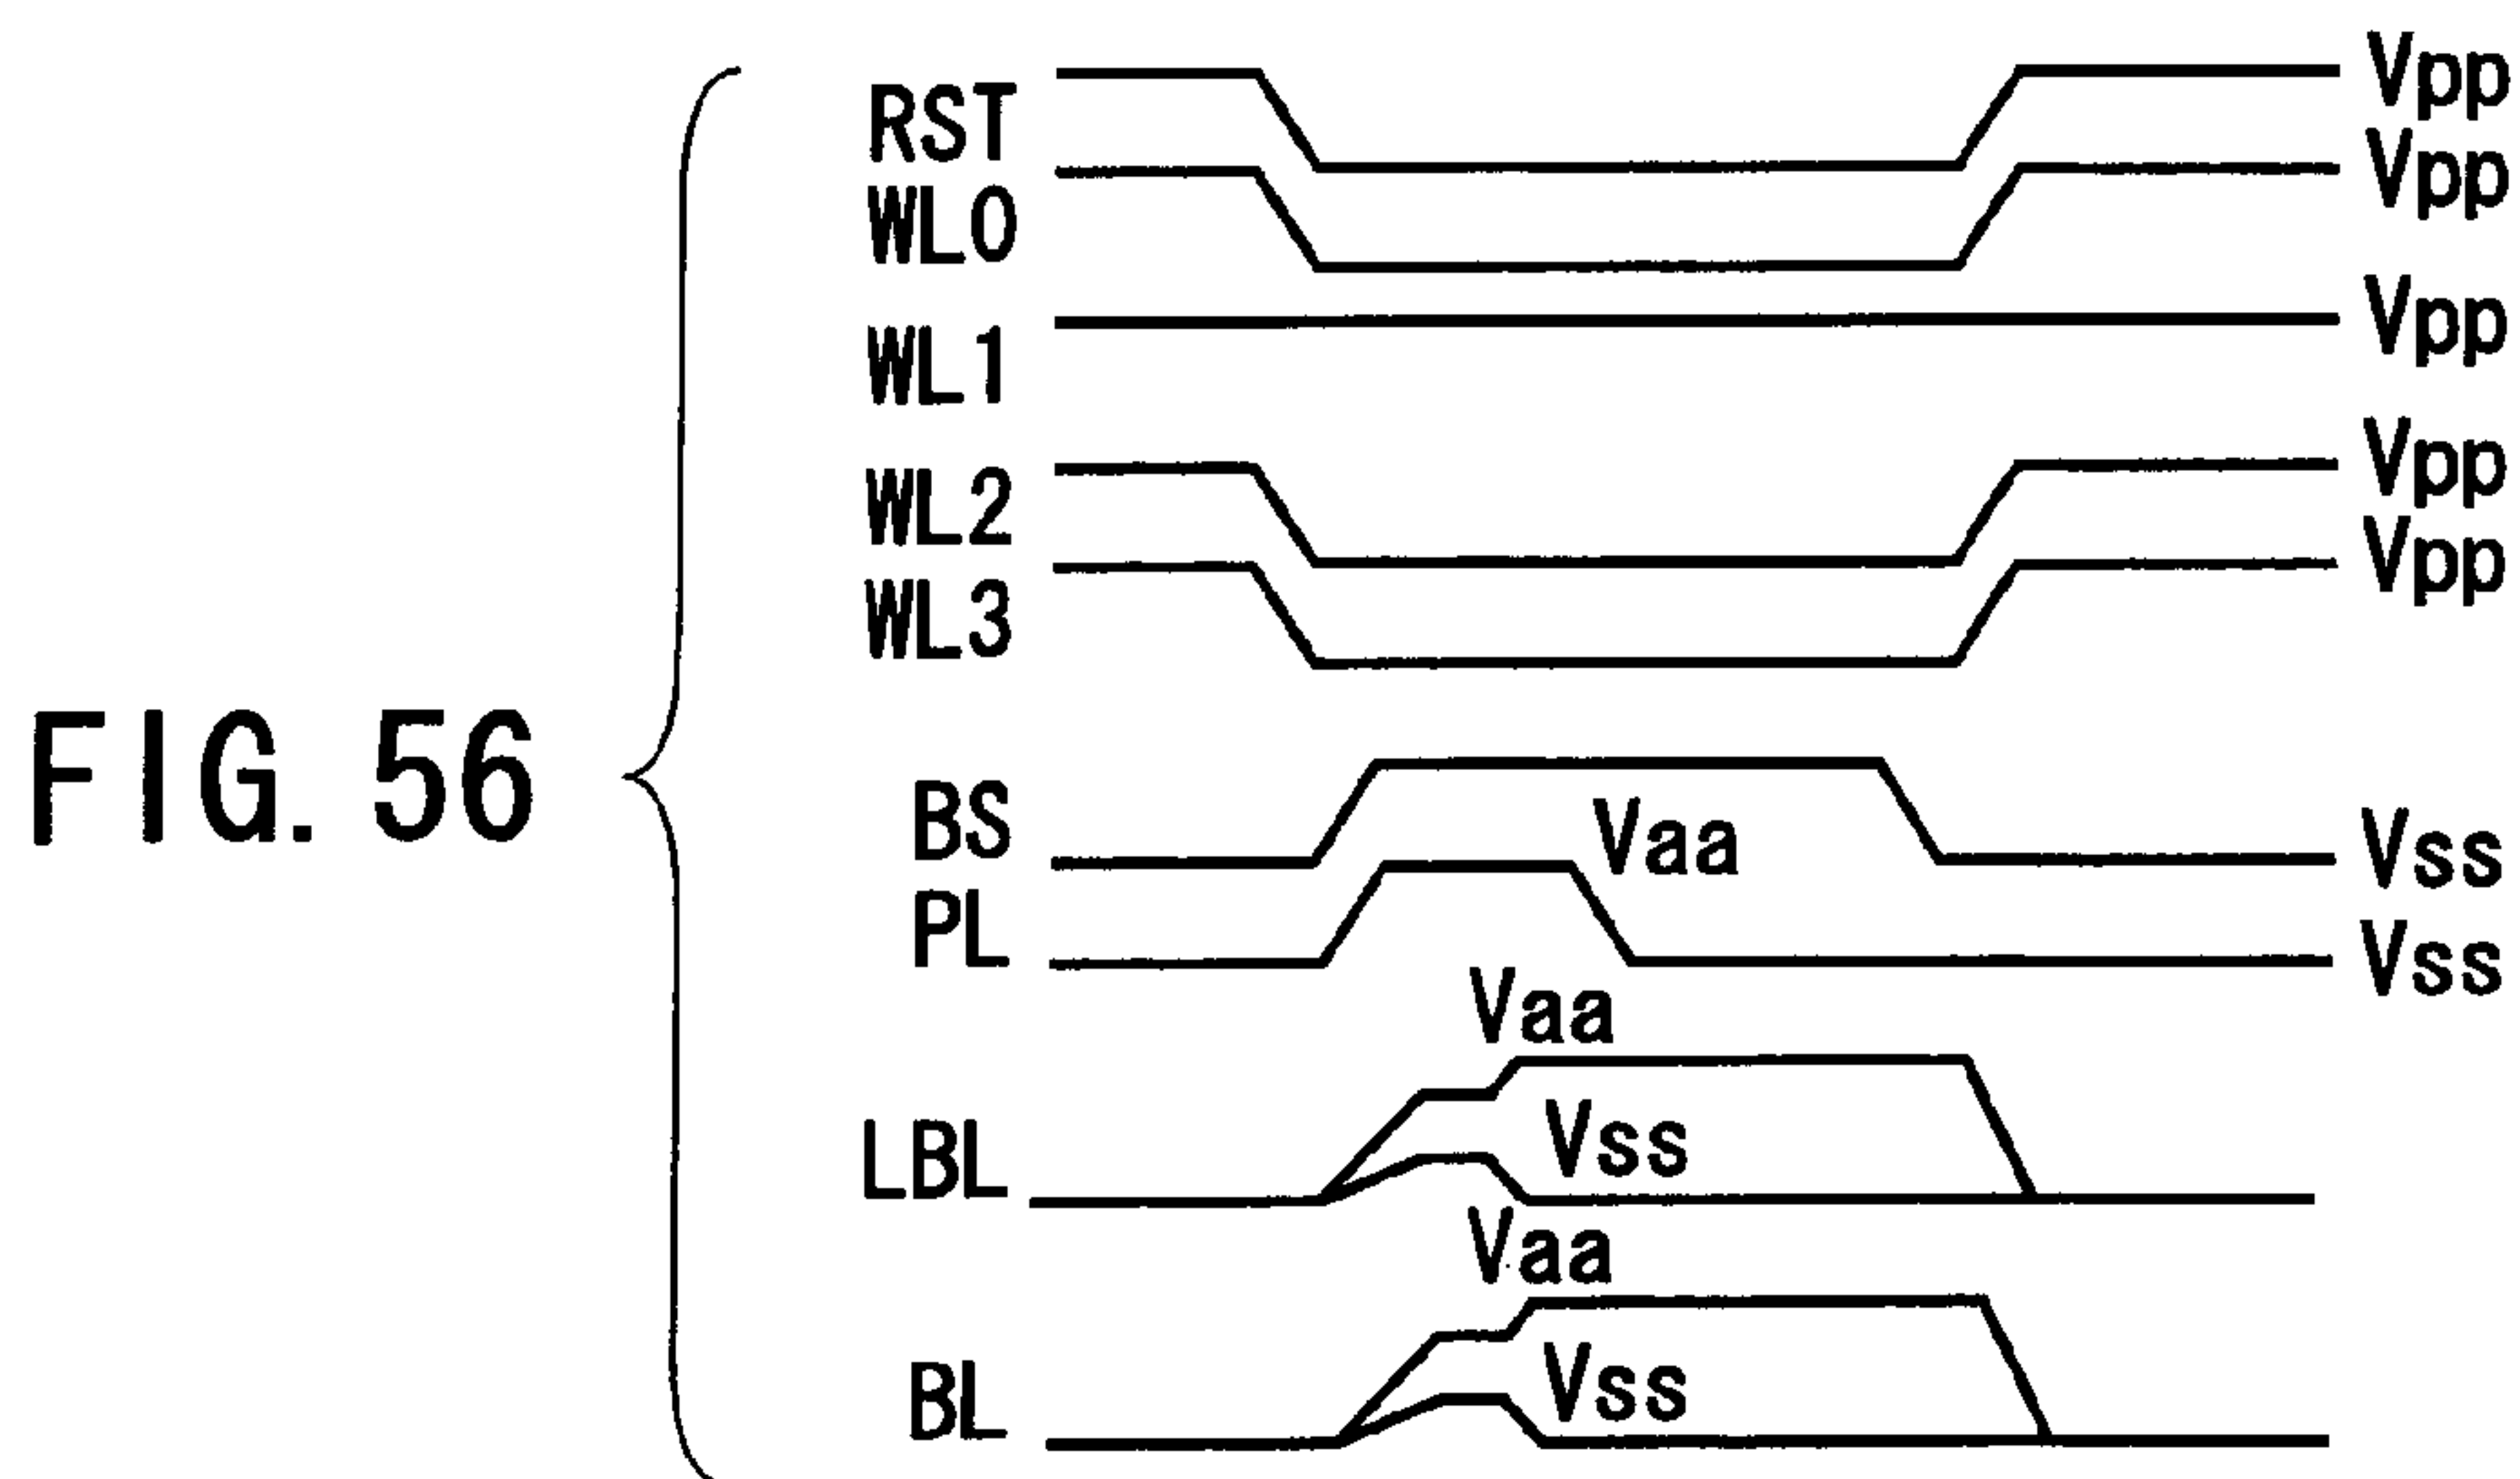 FIG. 56
RST Vpp
WL0 Vpp
WL1 Vpp
WL2 Vpp
WL3 Vpp
BS Vaa Vss
PL Vss
Vaa
LBL Vss
Vaa
BL Vss